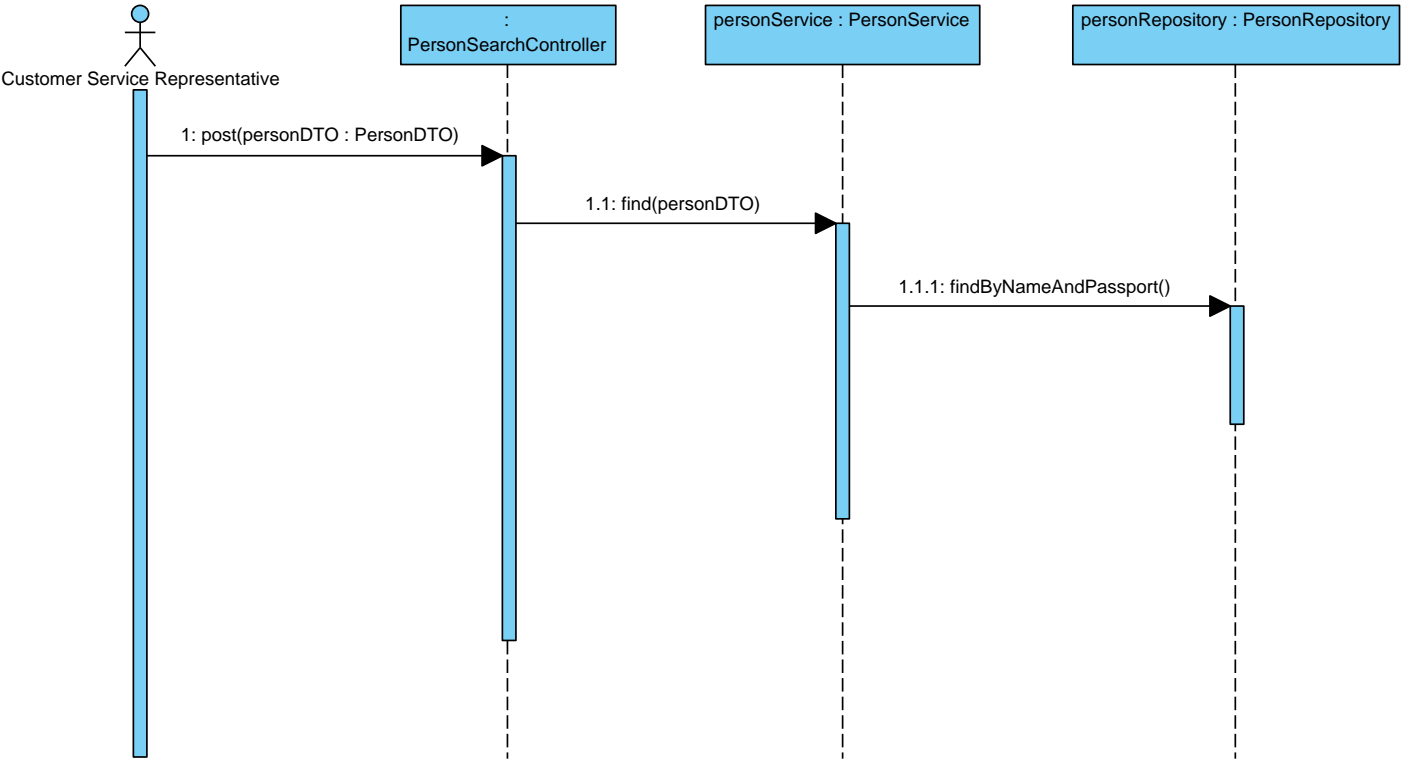 :
PersonSearchController
personService : PersonService
personRepository : PersonRepository
Customer Service Representative
1: post(personDTO : PersonDTO)
1.1: find(personDTO)
1.1.1: findByNameAndPassport()